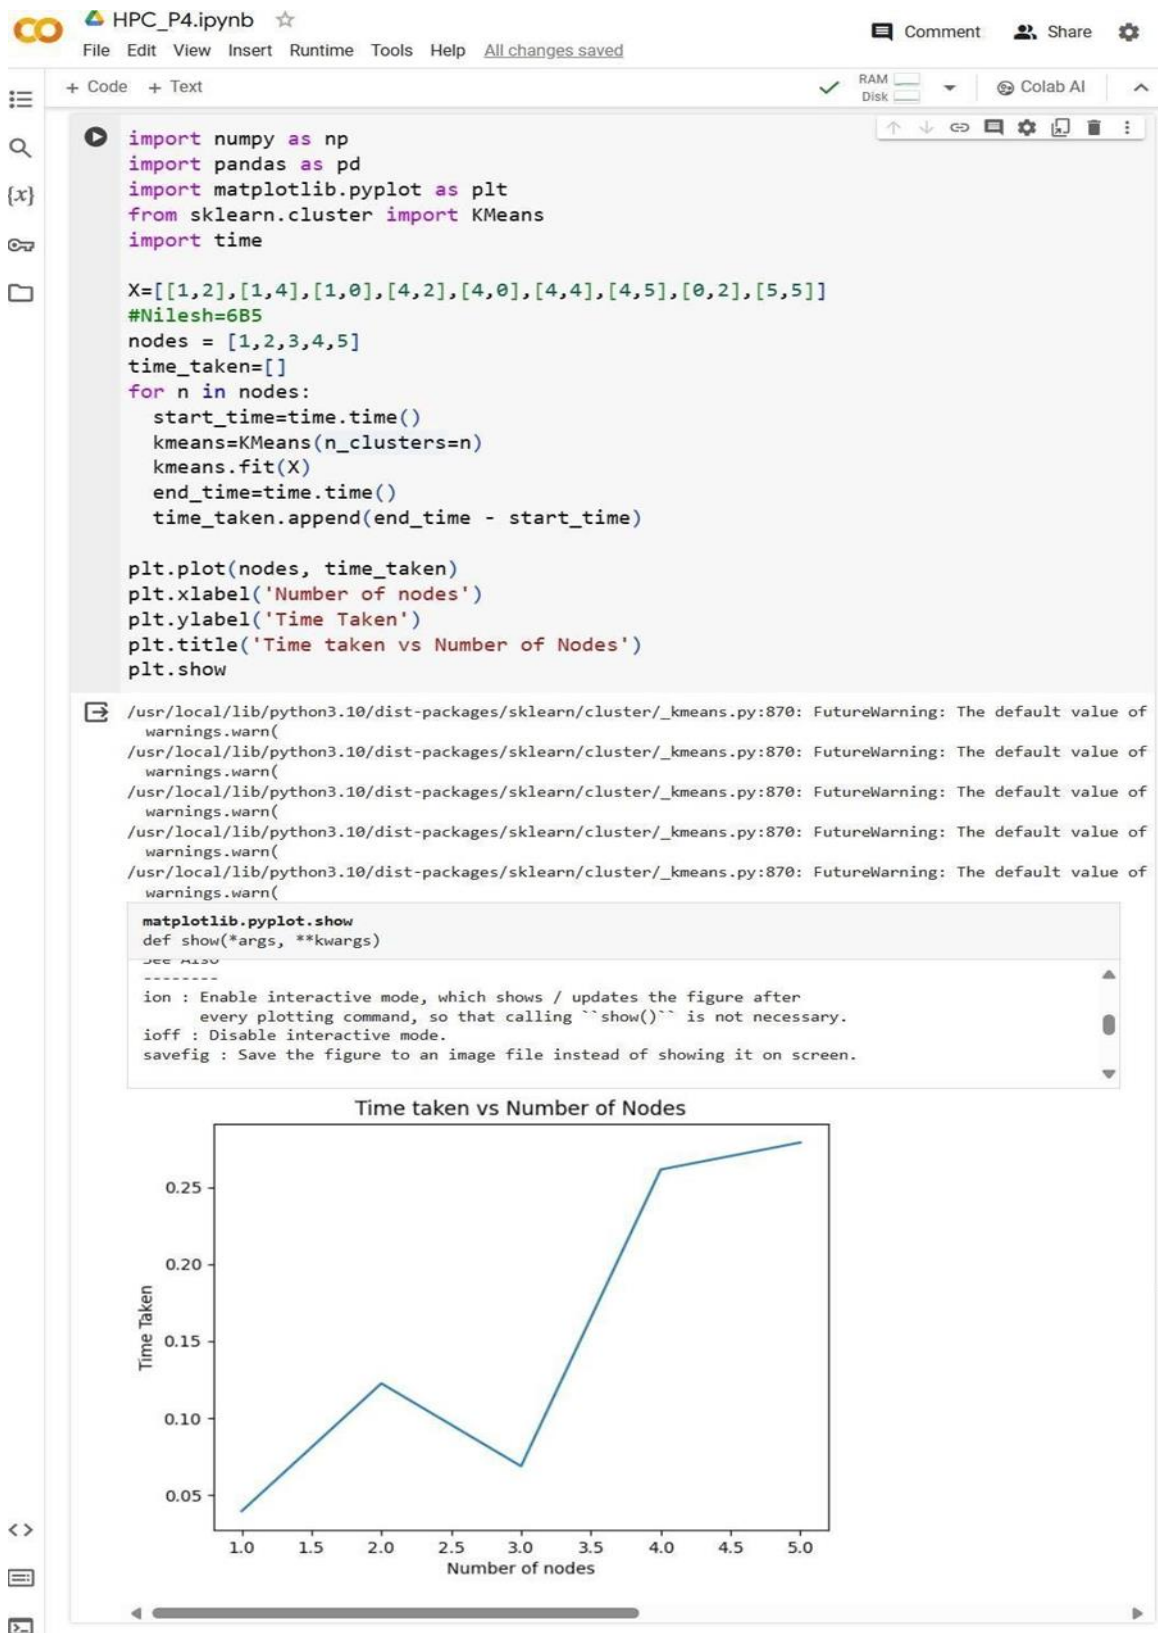 HPC_P4.ipynb
File Edit View Insert Runtime Tools Help All changes saved
Comment Share
+ Code + Text
RAM
Disk
Colab AI
{x}
import numpy as np
import pandas as pd
import matplotlib.pyplot as plt
from sklearn.cluster import KMeans
import time
X=[[1,2],[1,4],[1,0],[4,2],[4,0],[4,4],[4,5],[0,2],[5,5]]
#Nilesh=6B5
nodes = [1,2,3,4,5]
time_taken=[]
for n in nodes:
  start_time=time.time()
  kmeans=KMeans(n_clusters=n)
  kmeans.fit(X)
  end_time=time.time()
  time_taken.append(end_time - start_time)
plt.plot(nodes, time_taken)
plt.xlabel('Number of nodes')
plt.ylabel('Time Taken')
plt.title('Time taken vs Number of Nodes')
plt.show
/usr/local/lib/python3.10/dist-packages/sklearn/cluster/_kmeans.py:870: FutureWarning: The default value of
  warnings.warn(
/usr/local/lib/python3.10/dist-packages/sklearn/cluster/_kmeans.py:870: FutureWarning: The default value of
  warnings.warn(
/usr/local/lib/python3.10/dist-packages/sklearn/cluster/_kmeans.py:870: FutureWarning: The default value of
  warnings.warn(
/usr/local/lib/python3.10/dist-packages/sklearn/cluster/_kmeans.py:870: FutureWarning: The default value of
  warnings.warn(
/usr/local/lib/python3.10/dist-packages/sklearn/cluster/_kmeans.py:870: FutureWarning: The default value of
  warnings.warn(
matplotlib.pyplot.show
def show(*args, **kwargs)
See Also
--------
ion : Enable interactive mode, which shows / updates the figure after
      every plotting command, so that calling ``show()`` is not necessary.
ioff : Disable interactive mode.
savefig : Save the figure to an image file instead of showing it on screen.
Time taken vs Number of Nodes
0.25
0.20
0.15
0.10
0.05
Time Taken
1.0 1.5 2.0 2.5 3.0 3.5 4.0 4.5 5.0
Number of nodes